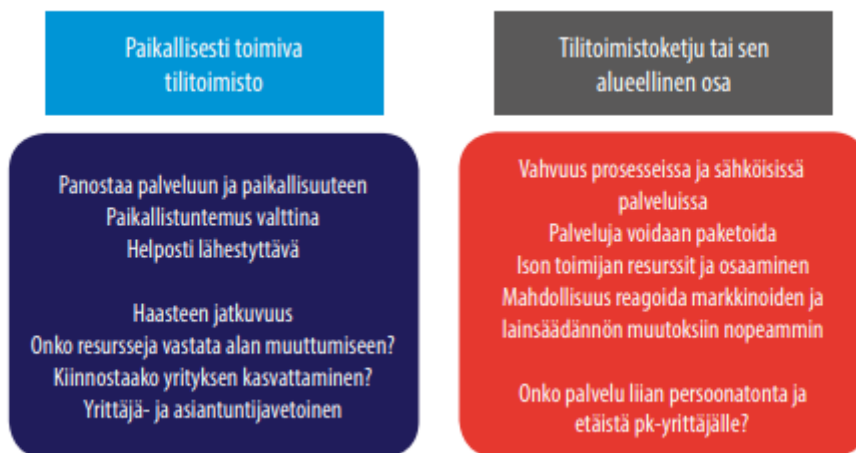 Paikallisesti toimiva
tilitoimisto
Panostaa palveluun ja paikallisuuteen
Paikallistuntemus valttina
Helposti lähestyttävä
Haasteen jatkuvuus
Onko resursseja vastata alan muuttumiseen?
Kiinnostaako yrityksen kasvattaminen?
Yrittäjä- ja asiantuntijavetoinen
Tilitoimistoketju tai sen
alueellinen osa
Vahvuus prosesseissa ja sähköisissä
palveluissa
Palveluja voidaan paketoida
Ison toimijan resurssit ja osaaminen
Mahdollisuus reagoida markkinoiden ja
lainsäädännön muutoksiin nopeammin
Onko palvelu liian persoonatonta ja
etäistä pk-yrittäjälle?